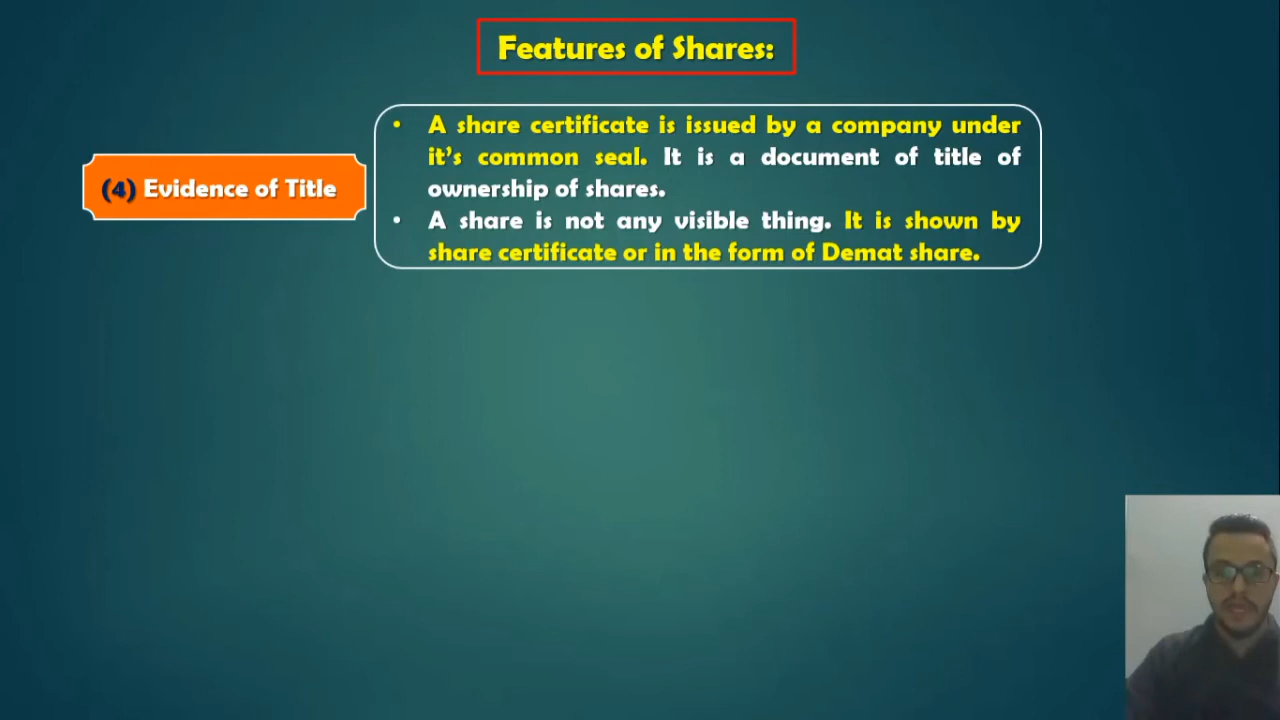 Features of Shares:
(4) Evidence of Title
• A share certificate is issued by a company under
it's common seal. It is a document of title of
ownership of shares.
• A share is not any visible thing. It is shown by
share certificate or in the form of Demat share.